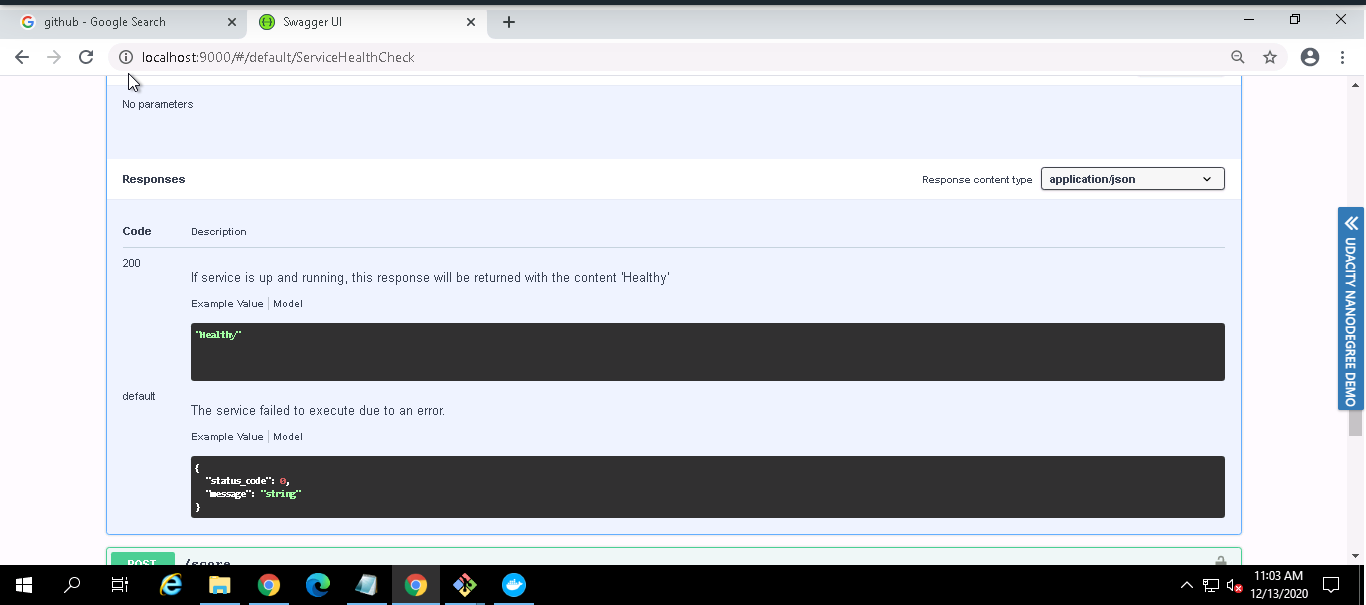 github - Google Search
Swagger UI
localhost:9000/#/default/ServiceHealthCheck
No parameters
Responses
Response content type
application/json
Code
Description
200
If service is up and running, this response will be returned with the content 'Healthy'
Example Value
Model
"Healthy"
default
The service failed to execute due to an error.
Example Value
Model
{
"status_code": 0,
"message": "string"
}
POST
/score
UDACITY NANODEGREE DEMO
11:03 AM
12/13/2020